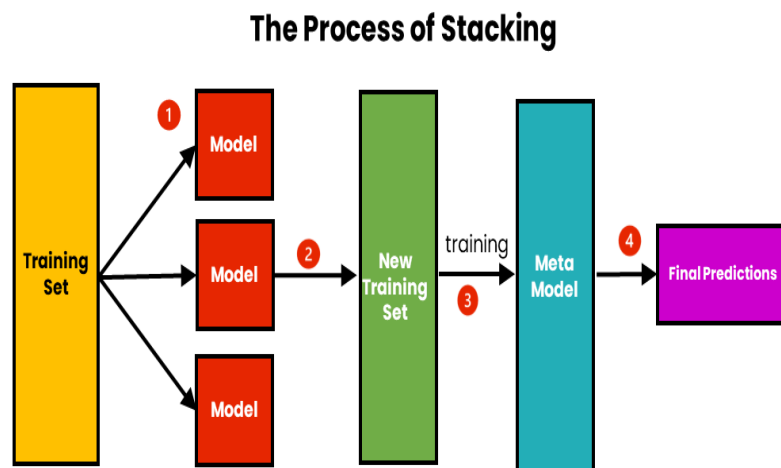 The Process of Stacking
1
Model
Training
Set
Model
2
New
Training
Set
training
3
Meta
Model
4
Final Predictions
Model